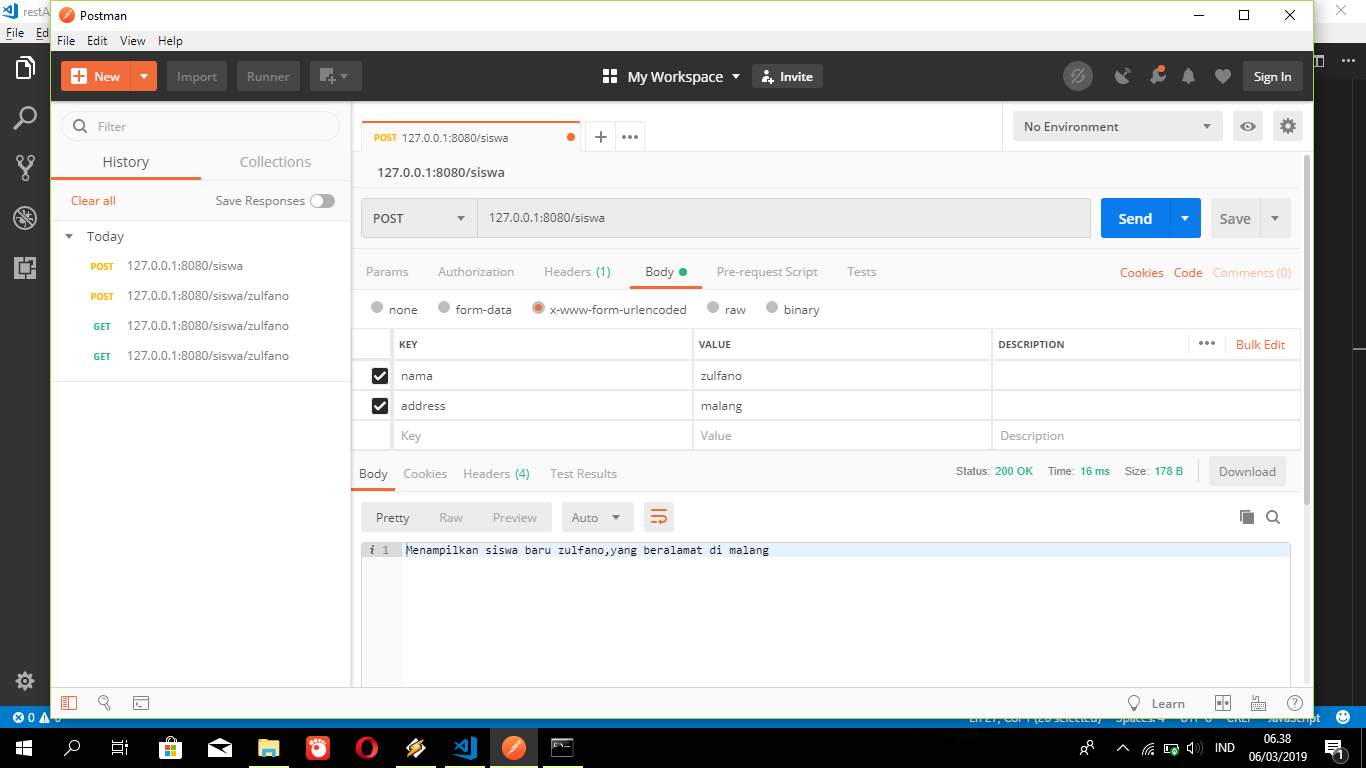 restA
Postman
File Ed
File Edit View Help
New Import Runner My Workspace Invite Sign In
Filter
History Collections
Clear all Save Responses
Today
POST 127.0.0.1:8080/siswa
POST 127.0.0.1:8080/siswa/zulfano
GET 127.0.0.1:8080/siswa/zulfano
GET 127.0.0.1:8080/siswa/zulfano
POST 127.0.0.1:8080/siswa No Environment
127.0.0.1:8080/siswa
POST 127.0.0.1:8080/siswa Send Save
Params Authorization Headers (1) Body Pre-request Script Tests Cookies Code Comments (0)
none form-data x-www-form-urlencoded raw binary
KEY VALUE DESCRIPTION Bulk Edit
nama zulfano
address malang
Key Value Description
Body Cookies Headers (4) Test Results Status: 200 OK Time: 16 ms Size: 178 B Download
Pretty Raw Preview Auto
i 1 Menampilkan siswa baru zulfano,yang beralamat di malang
Learn
0 Ln 27, Col 1 (20 selected) Spaces: 4 UTF-8 CRLF JavaScript
IND 06.38
06/03/2019
1